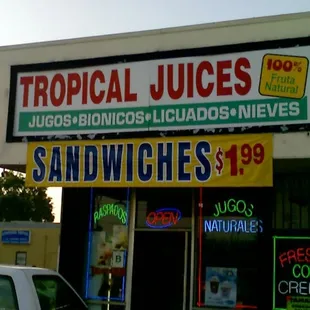 TROPICAL JUICES
100%
Fruta
Natural
JUGOS•BIONICOS•LICUADOS•NIEVES
SANDWICHES $1.99
RASPADOS
OPEN
JUGOS
NATURALES
B
FRES
CO
CRE